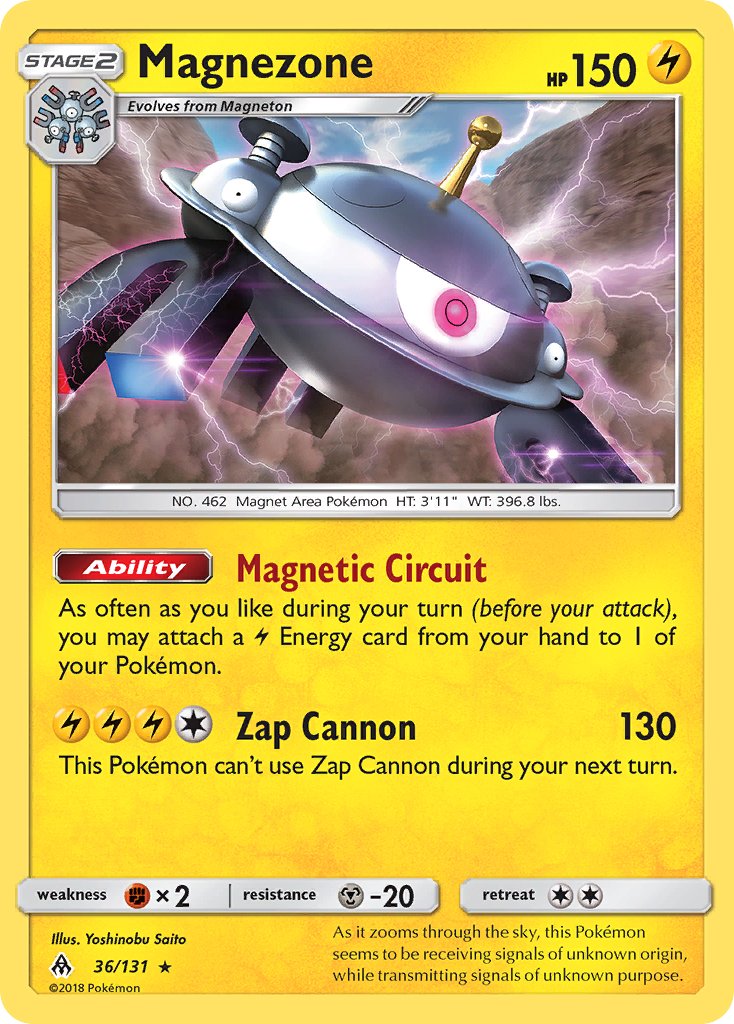 STAGE2
Magnezone
HP 150
Evolves from Magneton
NO. 462 Magnet Area Pokémon HT: 3'11" WT: 396.8 lbs.
Ability Magnetic Circuit
As often as you like during your turn (before your attack),
you may attach a Energy card from your hand to 1 of
your Pokémon.
Zap Cannon 130
This Pokémon can't use Zap Cannon during your next turn.
weakness ×2 resistance -20 retreat
Illus. Yoshinobu Saito
36/131 ★
©2018 Pokémon
As it zooms through the sky, this Pokémon
seems to be receiving signals of unknown origin,
while transmitting signals of unknown purpose.